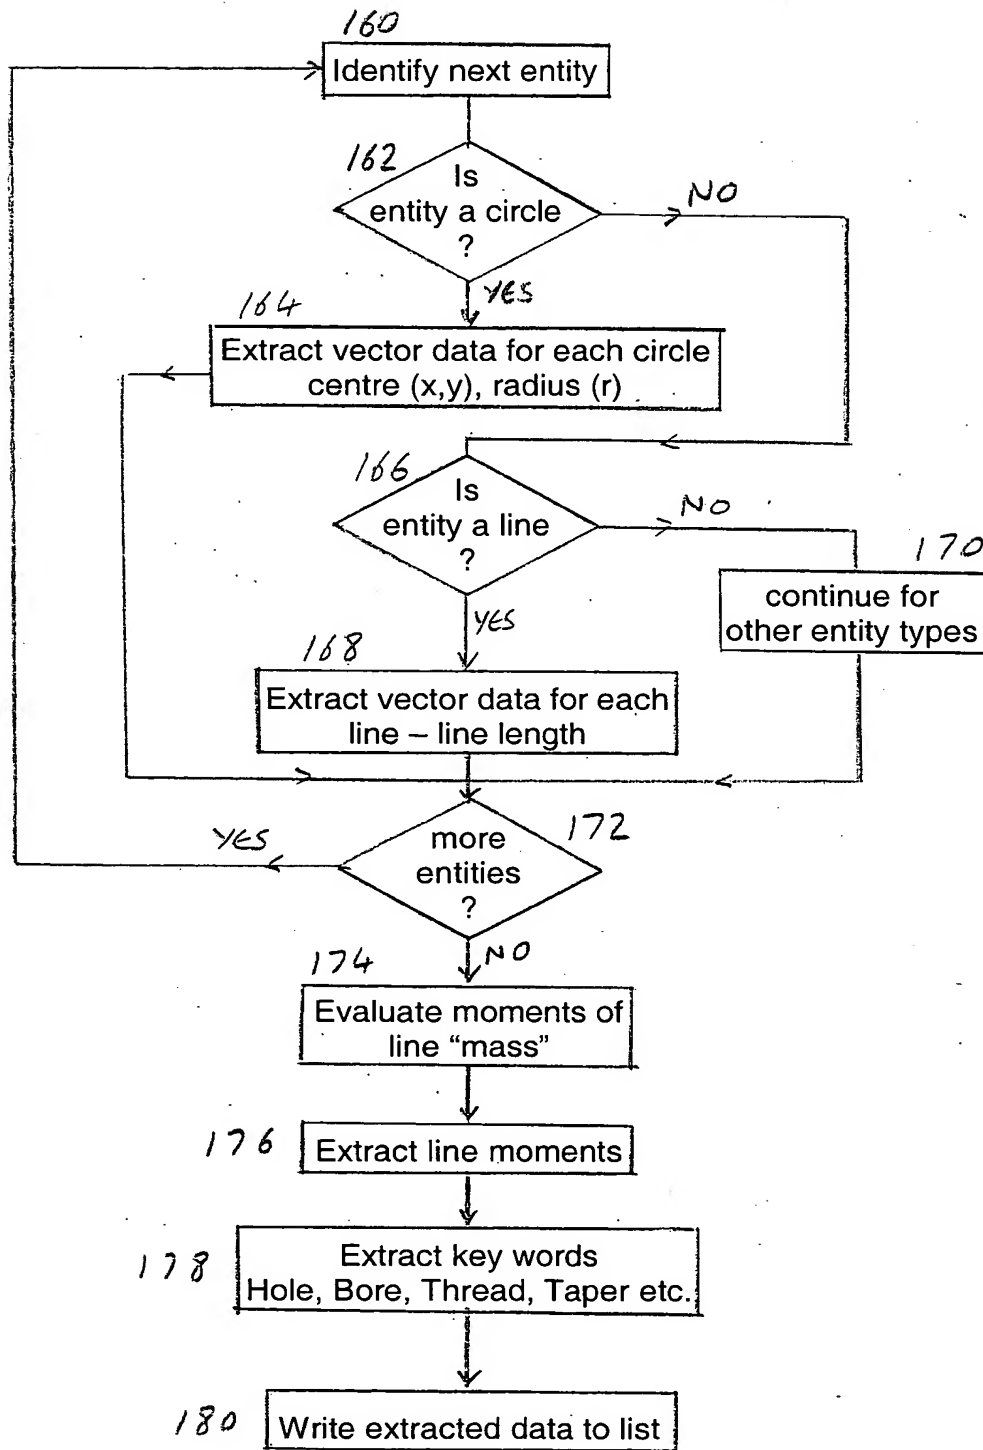 160
Identify next entity
162
Is
entity a circle
?
NO
YES
164
Extract vector data for each circle
centre (x,y), radius (r)
166
Is
entity a line
?
NO
170
continue for
other entity types
YES
168
Extract vector data for each
line – line length
more
entities
?
172
YES
NO
174
Evaluate moments of
line “mass”
176
Extract line moments
178
Extract key words
Hole, Bore, Thread, Taper etc.
180
Write extracted data to list